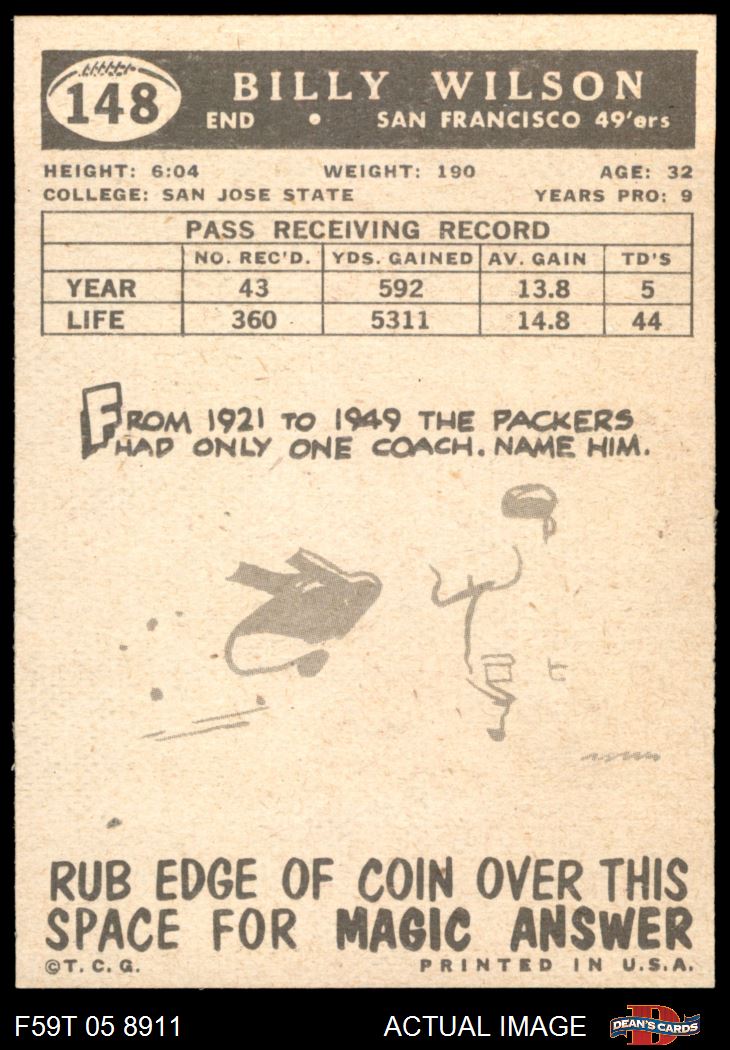 148
BILLY WILSON
END • SAN FRANCISCO 49'ers
HEIGHT: 6:04 WEIGHT: 190 AGE: 32
COLLEGE: SAN JOSE STATE YEARS PRO: 9
PASS RECEIVING RECORD
NO. REC'D. YDS. GAINED AV. GAIN TD'S
YEAR 43 592 13.8 5
LIFE 360 5311 14.8 44
FROM 1921 TO 1949 THE PACKERS
HAD ONLY ONE COACH. NAME HIM.
RUB EDGE OF COIN OVER THIS
SPACE FOR MAGIC ANSWER
©T. C. G. PRINTED IN U.S.A.
F59T 05 8911 ACTUAL IMAGE D DEAN'S CARDS